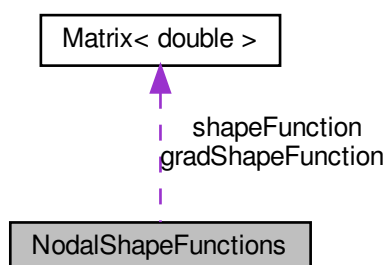 Matrix< double >
shapeFunction
gradShapeFunction
NodalShapeFunctions